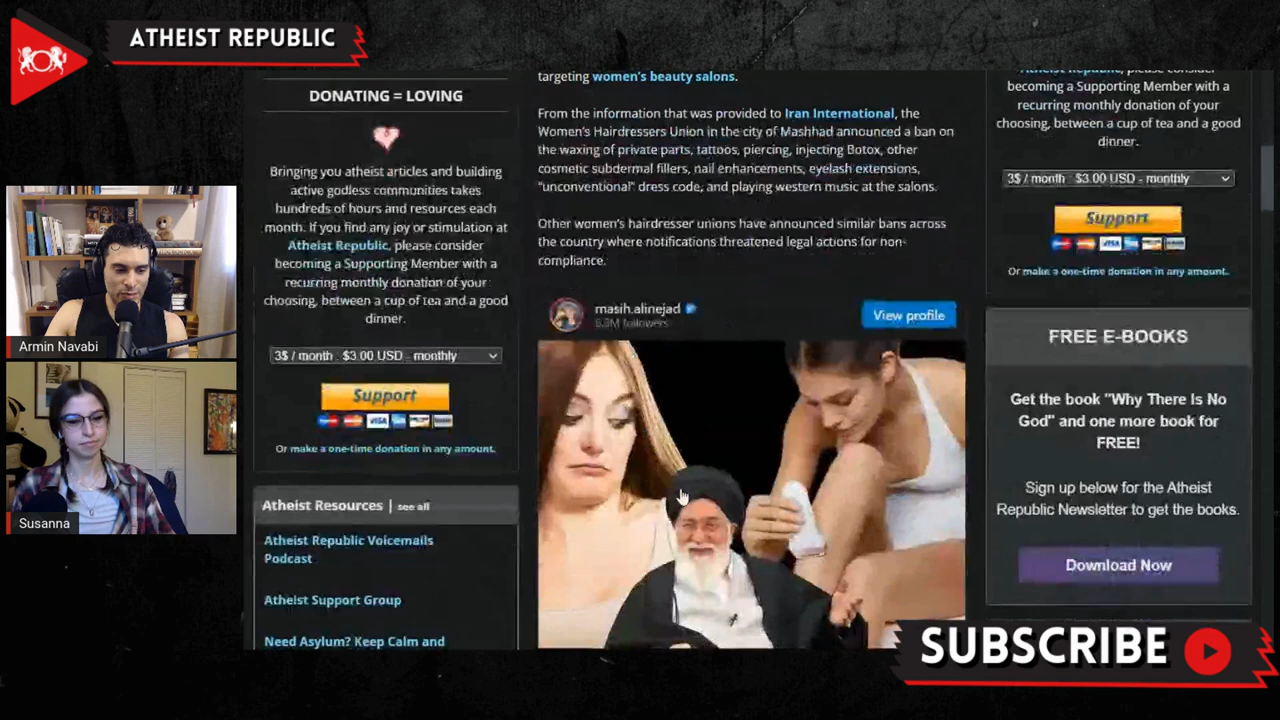 ATHEIST REPUBLIC
Armin Navabi
Susanna
DONATING = LOVING
Bringing you atheist articles and building
active godless communities takes
hundreds of hours and resources each
month. If you find any joy or stimulation at
Atheist Republic, please consider
becoming a Supporting Member with a
recurring monthly donation of your
choosing, between a cup of tea and a good
dinner.
3$ / month : $3.00 USD - monthly
Support
VISA
Or make a one-time donation in any amount.
Atheist Resources | see all
Atheist Republic Voicemails
Podcast
Atheist Support Group
Need Asylum? Keep Calm and
targeting women's beauty salons.
From the information that was provided to Iran International, the
Women's Hairdressers Union in the city of Mashhad announced a ban on
the waxing of private parts, tattoos, piercing, injecting Botox, other
cosmetic subdermal fillers, nail enhancements, eyelash extensions,
"unconventional" dress code, and playing western music at the salons.
Other women's hairdresser unions have announced similar bans across
the country where notifications threatened legal actions for non-
compliance.
masih.alinejad
followers
View profile
Atheist Republic, please consider
becoming a Supporting Member with a
recurring monthly donation of your
choosing, between a cup of tea and a good
dinner.
3$ / month : $3.00 USD - monthly
Support
VISA
Or make a one-time donation in any amount.
FREE E-BOOKS
Get the book "Why There Is No
God" and one more book for
FREE!
Sign up below for the Atheist
Republic Newsletter to get the books.
Download Now
SUBSCRIBE